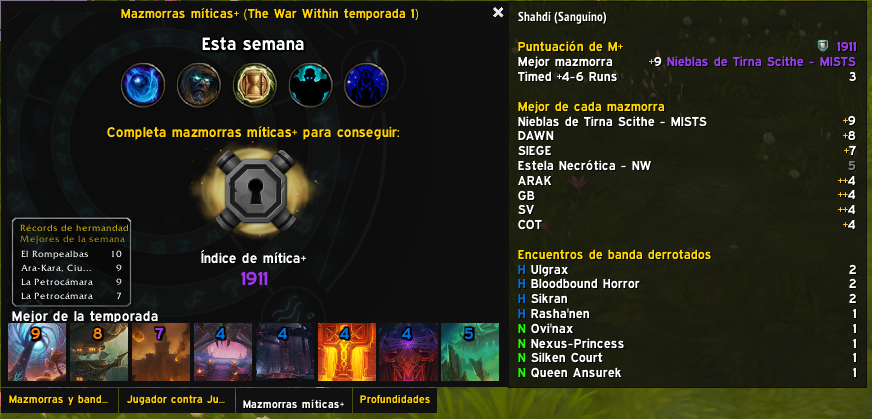 Mazmorras míticas+ (The War Within temporada 1)
Esta semana
Completa mazmorras míticas+ para conseguir:
Récords de hermandad
Mejores de la semana
El Rompealbas 10
Ara-Kara, Ciu... 9
La Petrocámara 9
La Petrocámara 7
Índice de mítica+
1911
Mejor de la temporada
9 8 7 4 4 4 4 5
Mazmorras y band...
Jugador contra Ju...
Mazmorras míticas+
Profundidades
Shahdi (Sanguino)
Puntuación de M+ 1911
Mejor mazmorra +9 Nieblas de Tirna Scithe - MISTS
Timed +4-6 Runs 3
Mejor de cada mazmorra
Nieblas de Tirna Scithe - MISTS +9
DAWN +8
SIEGE +7
Estela Necrótica - NW 5
ARAK ++4
GB ++4
SV ++4
COT +4
Encuentros de banda derrotados
H Ulgrax 2
H Bloodbound Horror 2
H Sikran 2
H Rasha'nen 1
N Ovi'nax 1
N Nexus-Princess 1
N Silken Court 1
N Queen Ansurek 1